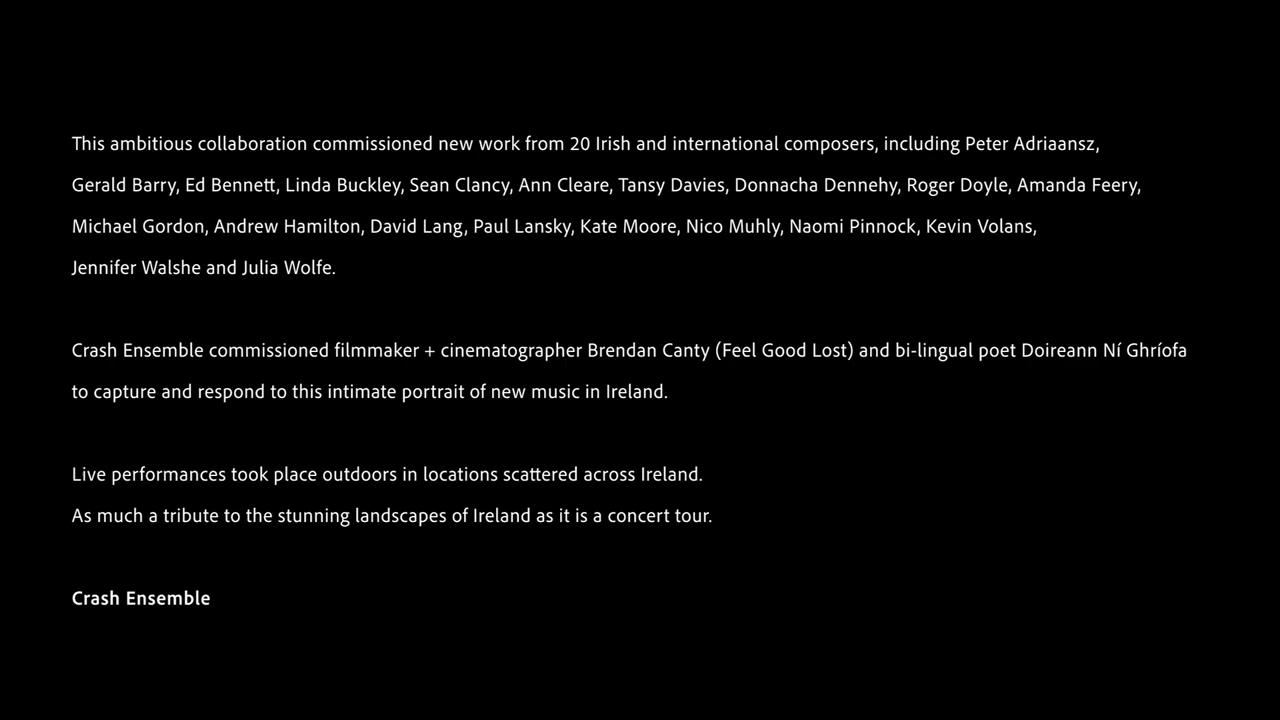 This ambitious collaboration commissioned new work from 20 Irish and international composers, including Peter Adriaansz,
Gerald Barry, Ed Bennett, Linda Buckley, Sean Clancy, Ann Cleare, Tansy Davies, Donnacha Dennehy, Roger Doyle, Amanda Feery,
Michael Gordon, Andrew Hamilton, David Lang, Paul Lansky, Kate Moore, Nico Muhly, Naomi Pinnock, Kevin Volans,
Jennifer Walshe and Julia Wolfe.
Crash Ensemble commissioned filmmaker + cinematographer Brendan Canty (Feel Good Lost) and bi-lingual poet Doireann Ní Ghríofa
to capture and respond to this intimate portrait of new music in Ireland.
Live performances took place outdoors in locations scattered across Ireland.
As much a tribute to the stunning landscapes of Ireland as it is a concert tour.
Crash Ensemble